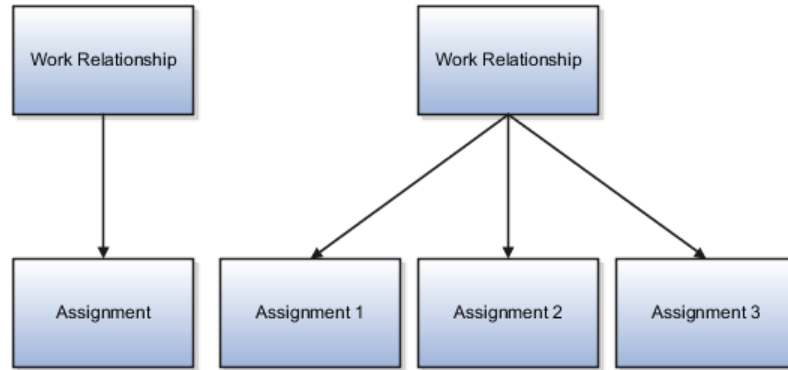 Work Relationship
Work Relationship
Assignment
Assignment 1
Assignment 2
Assignment 3